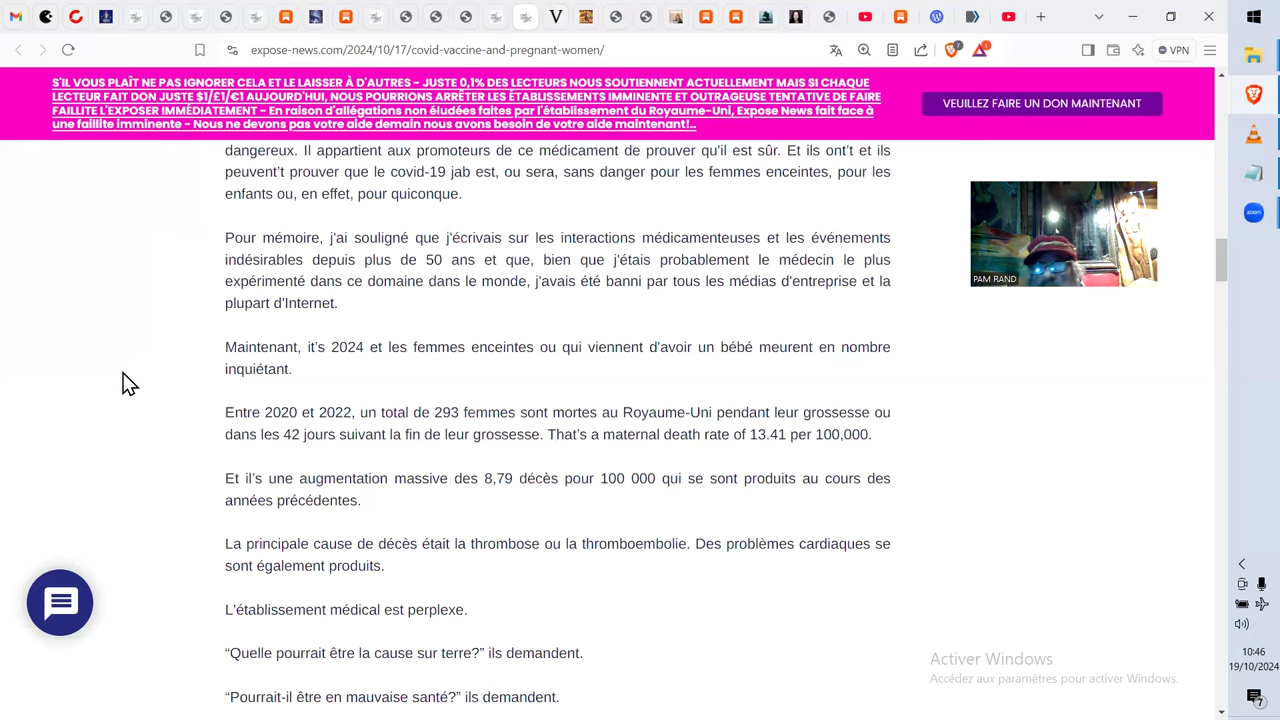 expose-news.com/2024/10/17/covid-vaccine-and-pregnant-women/
7
1
VPN
S'IL VOUS PLAÎT NE PAS IGNORER CELA ET LE LAISSER À D'AUTRES - JUSTE 0,1% DES LECTEURS NOUS SOUTIENNENT ACTUELLEMENT MAIS SI CHAQUE
LECTEUR FAIT DON JUSTE $1/£1/€1 AUJOURD'HUI, NOUS POURRIONS ARRÊTER LES ÉTABLISSEMENTS IMMINENTE ET OUTRAGEUSE TENTATIVE DE FAIRE
FAILLITE L'EXPOSER IMMÉDIATEMENT - En raison d'allégations non éludées faites par l'établissement du Royaume-Uni, Expose News fait face à
une faillite imminente - Nous ne devons pas votre aide demain nous avons besoin de votre aide maintenant!..
VEUILLEZ FAIRE UN DON MAINTENANT
dangereux. Il appartient aux promoteurs de ce médicament de prouver qu'il est sûr. Et ils ont't et ils
peuvent't prouver que le covid-19 jab est, ou sera, sans danger pour les femmes enceintes, pour les
enfants ou, en effet, pour quiconque.
Pour mémoire, j'ai souligné que j'écrivais sur les interactions médicamenteuses et les événements
indésirables depuis plus de 50 ans et que, bien que j'étais probablement le médecin le plus
expérimenté dans ce domaine dans le monde, j'avais été banni par tous les médias d'entreprise et la
plupart d'Internet.
Maintenant, it's 2024 et les femmes enceintes ou qui viennent d'avoir un bébé meurent en nombre
inquiétant.
Entre 2020 et 2022, un total de 293 femmes sont mortes au Royaume-Uni pendant leur grossesse ou
dans les 42 jours suivant la fin de leur grossesse. That's a maternal death rate of 13.41 per 100,000.
Et il's une augmentation massive des 8,79 décès pour 100 000 qui se sont produits au cours des
années précédentes.
La principale cause de décès était la thrombose ou la thromboembolie. Des problèmes cardiaques se
sont également produits.
L'établissement médical est perplexe.
“Quelle pourrait être la cause sur terre?” ils demandent.
“Pourrait-il être en mauvaise santé?” ils demandent.
PAM RAND
Activer Windows
Accédez aux paramètres pour activer Windows.
zoom
10:46
19/10/2024
7